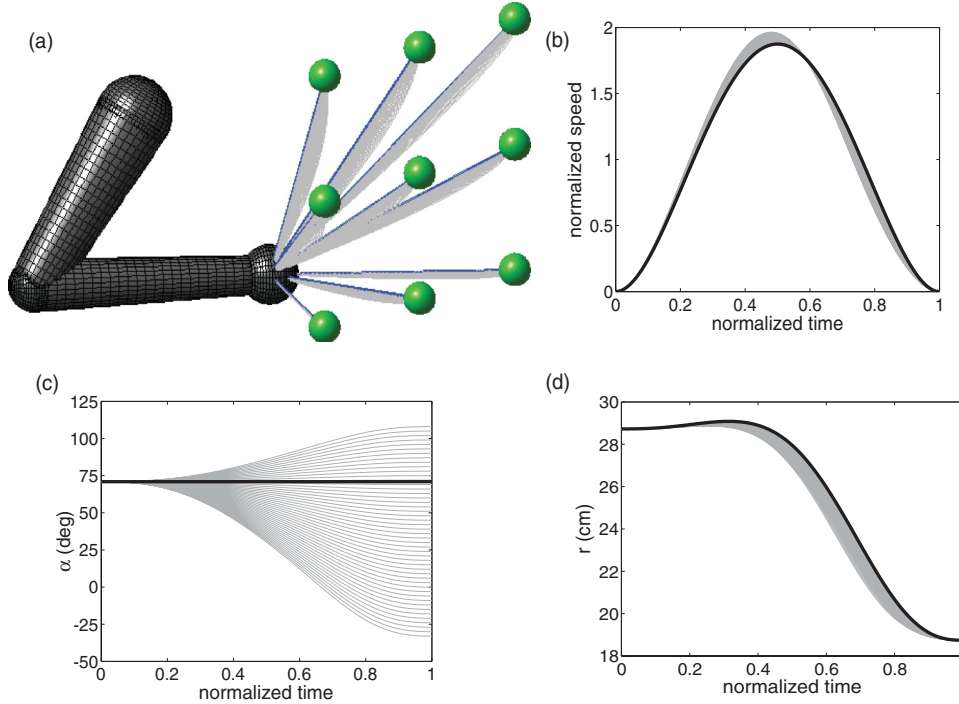 (a)
(b)
2
1.5
1
0.5
0
normalized speed
0 0.2 0.4 0.6 0.8 1
normalized time
(c)
125
100
75
50
25
0
-25
-50
α (deg)
0 0.2 0.4 0.6 0.8 1
normalized time
(d)
30
28
26
24
22
20
18
r (cm)
0 0.2 0.4 0.6 0.8
normalized time